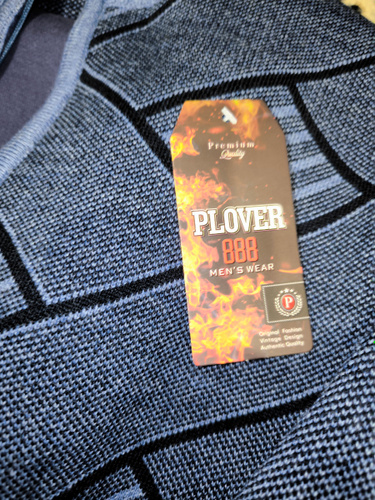 Premium
Quality
PLOVER
888
MEN'S WEAR
P
Original Fashion
Vintage Design
Authentic Quality